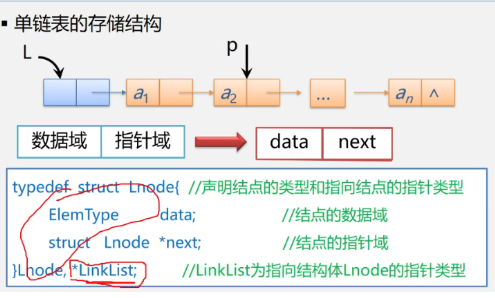 ▪ 单链表的存储结构
L
p
a1 a2 ... an ∧
数据域 指针域 data next
typedef struct Lnode{ //声明结点的类型和指向结点的指针类型
ElemType data; //结点的数据域
struct Lnode *next; //结点的指针域
}Lnode, *LinkList; //LinkList为指向结构体Lnode的指针类型